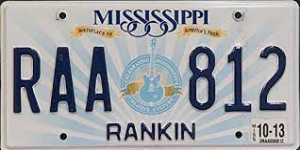 MISSISSIPPI
BIRTHPLACE OF AMERICA'S MUSIC
RAA 812
RANKIN
10-13